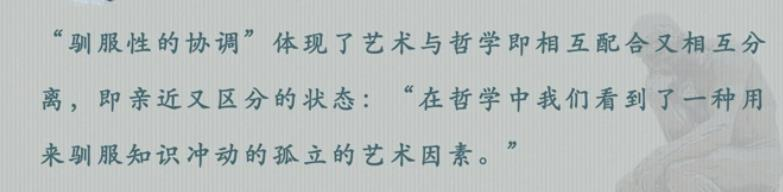 “驯服性的协调”体现了艺术与哲学即相互配合又相互分
离，即亲近又区分的状态：“在哲学中我们看到了一种用
来驯服知识冲动的孤立的艺术因素。”